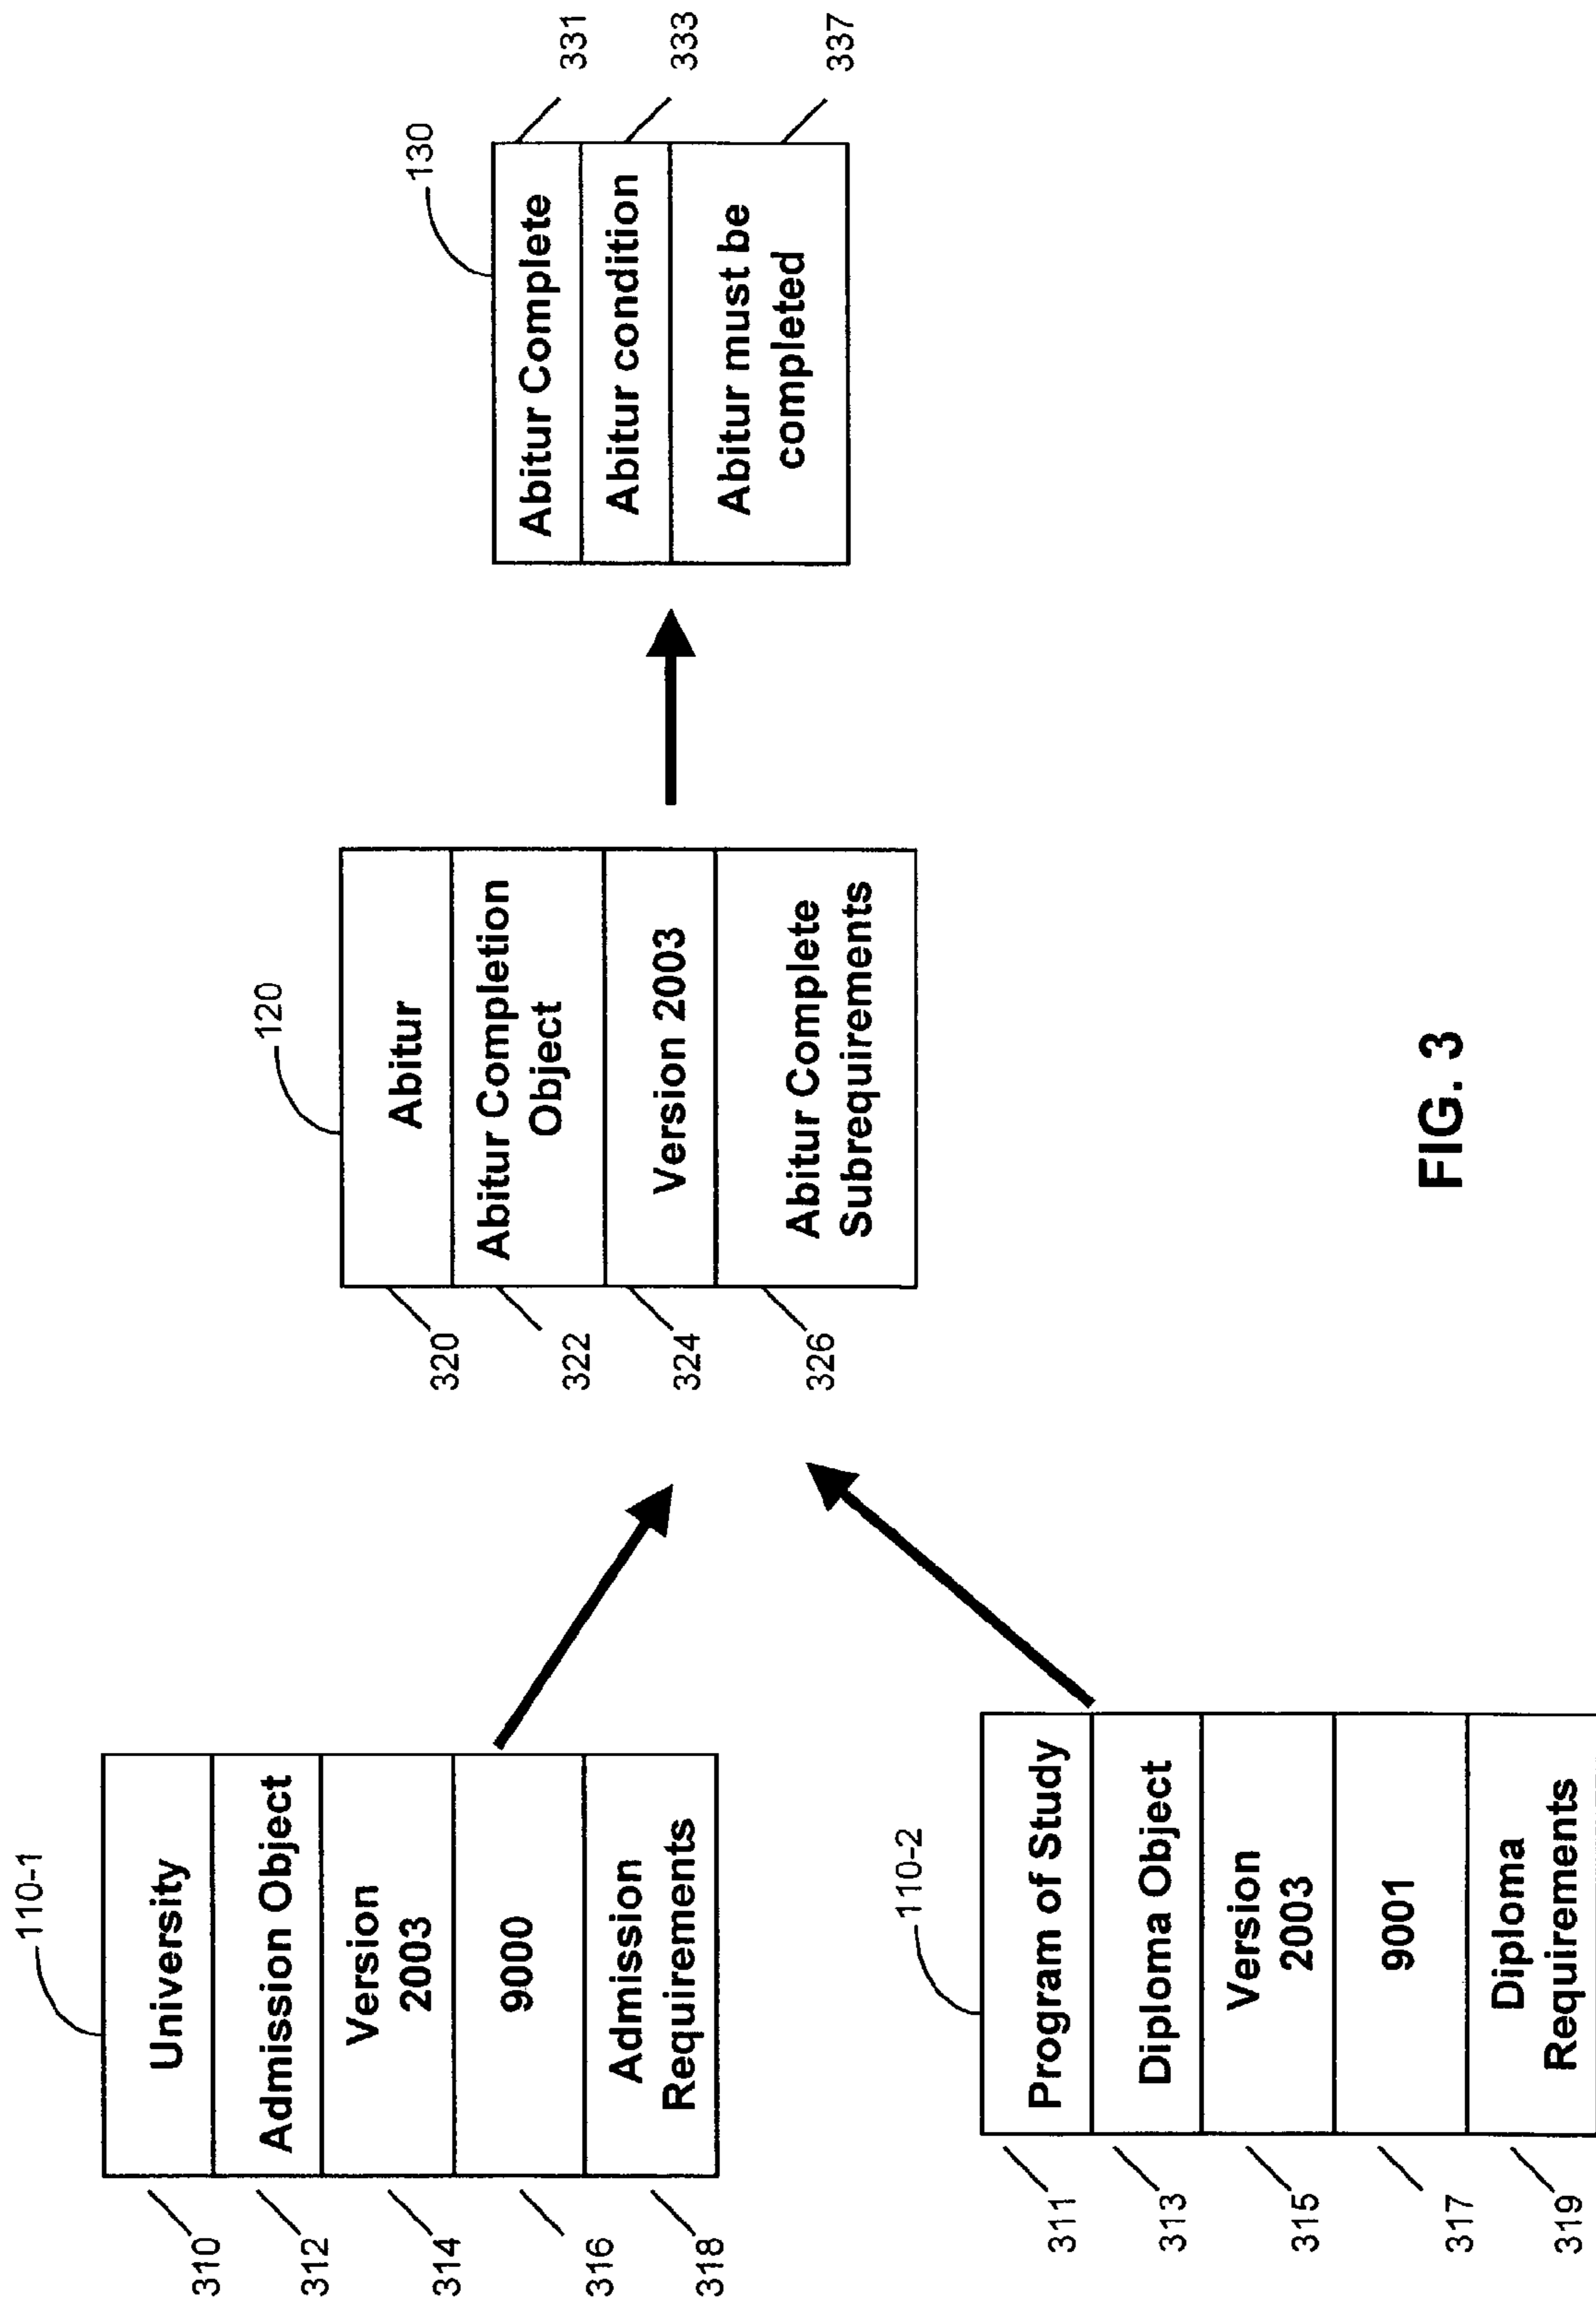 110-1
310
University
312
Admission Object
314
Version
2003
316
9000
318
Admission
Requirements
110-2
311
Program of Study
313
Diploma Object
315
Version
2003
317
9001
319
Diploma
Requirements
120
320
Abitur
322
Abitur Completion
Object
324
Version 2003
326
Abitur Complete
Subrequirements
130
Abitur Complete
331
Abitur condition
333
Abitur must be
completed
337
FIG. 3